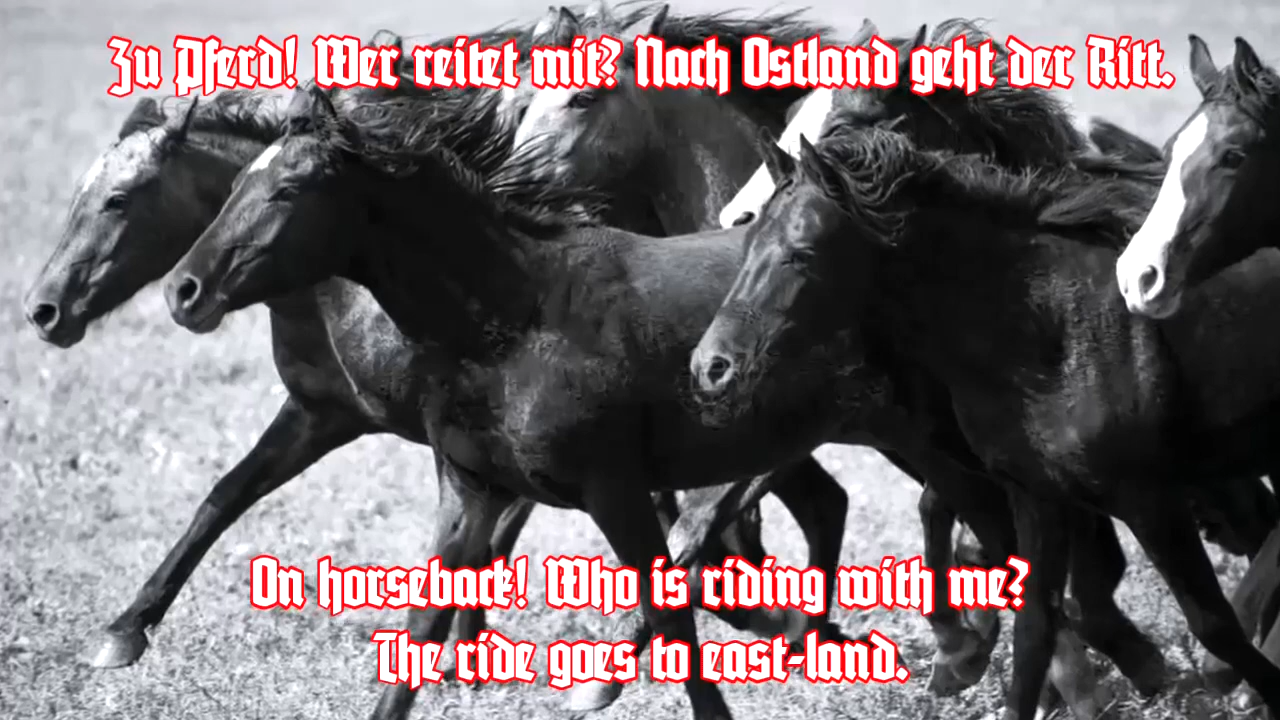 Zu Pferd! Wer reitet mit? Nach Ostland geht der Ritt.
On horseback! Who is riding with me?
The ride goes to east-land.